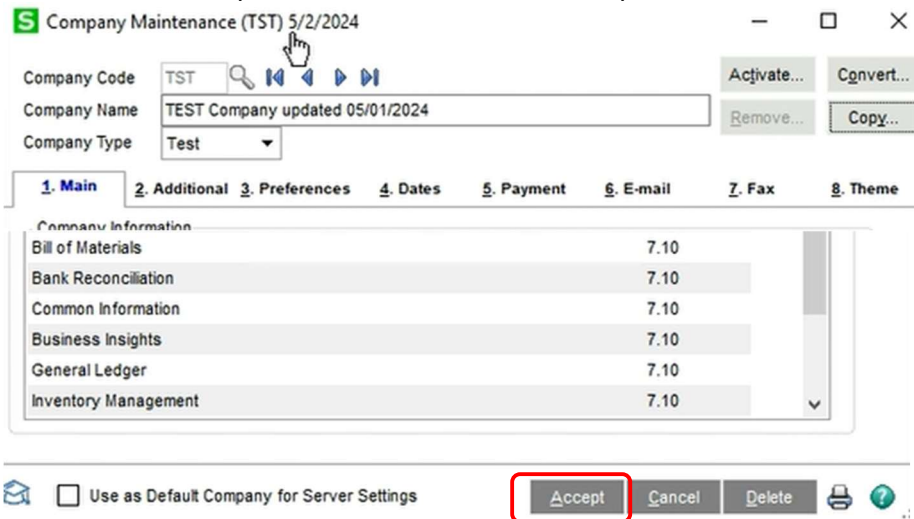 S Company Maintenance (TST) 5/2/2024
Company Code TST Activate... Convert...
Company Name TEST Company updated 05/01/2024 Remove... Copy...
Company Type Test
1. Main 2. Additional 3. Preferences 4. Dates 5. Payment 6. E-mail 7. Fax 8. Theme
Company Information
Bill of Materials 7.10
Bank Reconciliation 7.10
Common Information 7.10
Business Insights 7.10
General Ledger 7.10
Inventory Management 7.10
Use as Default Company for Server Settings Accept Cancel Delete